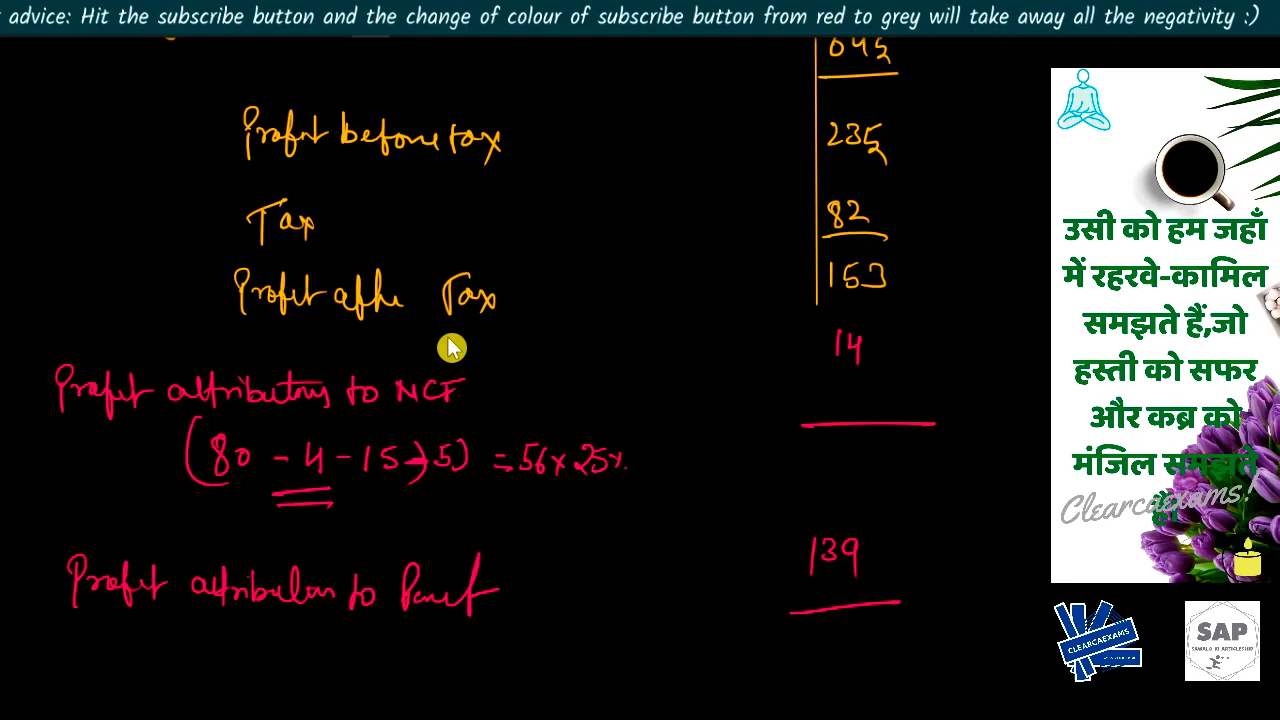 advice: Hit the subscribe button and the change of colour of subscribe button from red to grey will take away all the negativity :)
Profit before tax 235
Tax 82
Profit after Tax 153
Profit to NCI 14
(80 - 4 - 15 - 5) = 56 x 25%
Profit to 139
उसी को हम जहाँ
में रहरवे-कामिल
समझते हैं,जो
हस्ती को सफर
और कब्र को
मंजिल समझते
हैं।
Clearcaexams!
CLEARCAEXAMS
SAP
SAWALO KI ARTICLESHIP